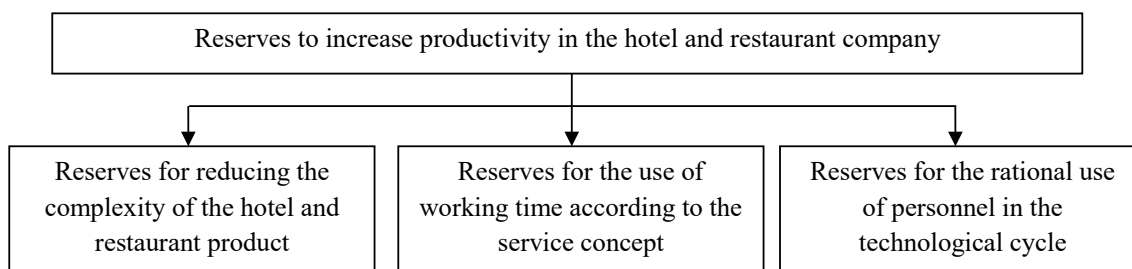 Reserves to increase productivity in the hotel and restaurant company
Reserves for reducing the
complexity of the hotel and
restaurant product
Reserves for the use of
working time according to the
service concept
Reserves for the rational use
of personnel in the
technological cycle